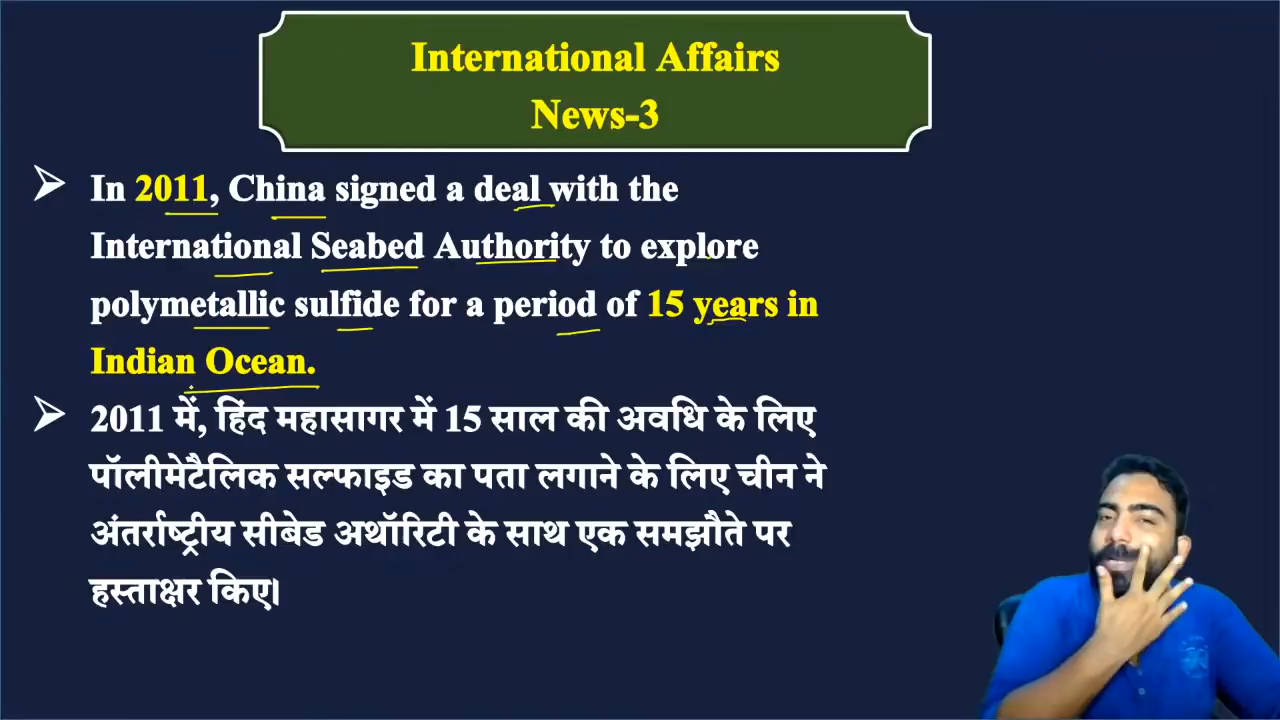 International Affairs
News-3
In 2011, China signed a deal with the
International Seabed Authority to explore
polymetallic sulfide for a period of 15 years in
Indian Ocean.
2011 में, हिंद महासागर में 15 साल की अवधि के लिए
पॉलीमेटैलिक सल्फाइड का पता लगाने के लिए चीन ने
अंतर्राष्ट्रीय सीबेड अथॉरिटी के साथ एक समझौते पर
हस्ताक्षर किए।